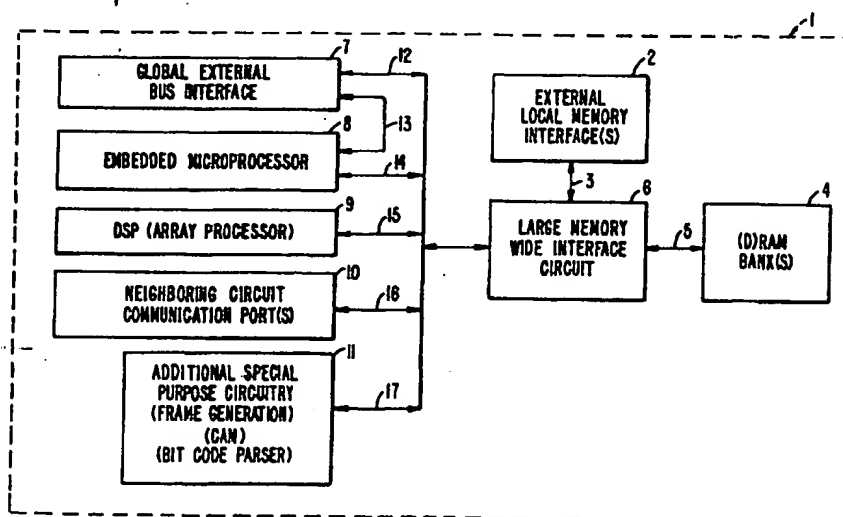 1
7
GLOBAL EXTERNAL
BUS INTERFACE
12
13
8
EMBEDDED MICROPROCESSOR
14
9
DSP (ARRAY PROCESSOR)
15
10
NEIGHBORING CIRCUIT
COMMUNICATION PORT(S)
16
11
ADDITIONAL SPECIAL
PURPOSE CIRCUITRY
(FRAME GENERATION)
(CAM)
(BIT CODE PARSER)
17
2
EXTERNAL
LOCAL MEMORY
INTERFACE(S)
3
6
LARGE MEMORY
WIDE INTERFACE
CIRCUIT
5
4
(D)RAM
BANK(S)